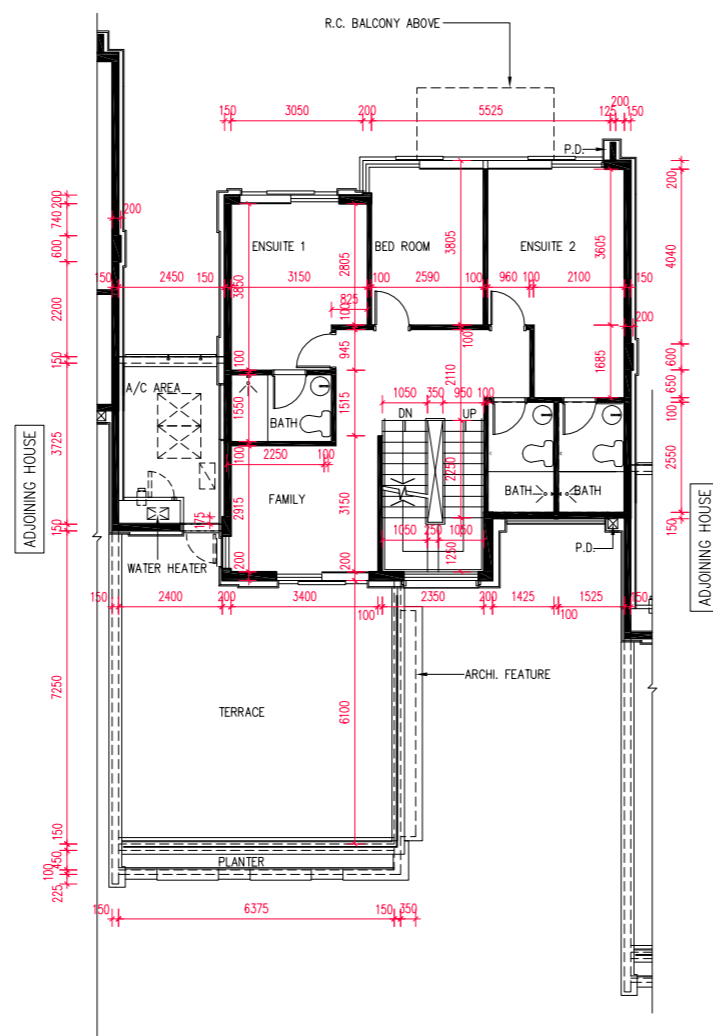 R.C. BALCONY ABOVE
200
150 3050 200 5525 125 150
P.D.
200
740
600
2200
150
3725
150
200
ENSUITE 1
BED ROOM
ENSUITE 2
2805
3805
3605
200
4040
150 2450 150
3850
3150
100 2590 100 960 100 2100 150
825
100
200
945
100
2110
1685
600
650
100
A/C AREA
100
1550
BATH
1515
1050 350 950 100
DN
UP
2250
100
2250
100
2550
150
ADJOINING HOUSE
ADJOINING HOUSE
FAMILY
2915
3150
BATH
BATH
175
1050 250 1050
1250
P.D.
WATER HEATER
200
200
150 2400 200 3400 2350 200 1425 1525 150
100
100
ARCHI. FEATURE
7250
TERRACE
6100
150
450
100
225
PLANTER
150 6375 150 350